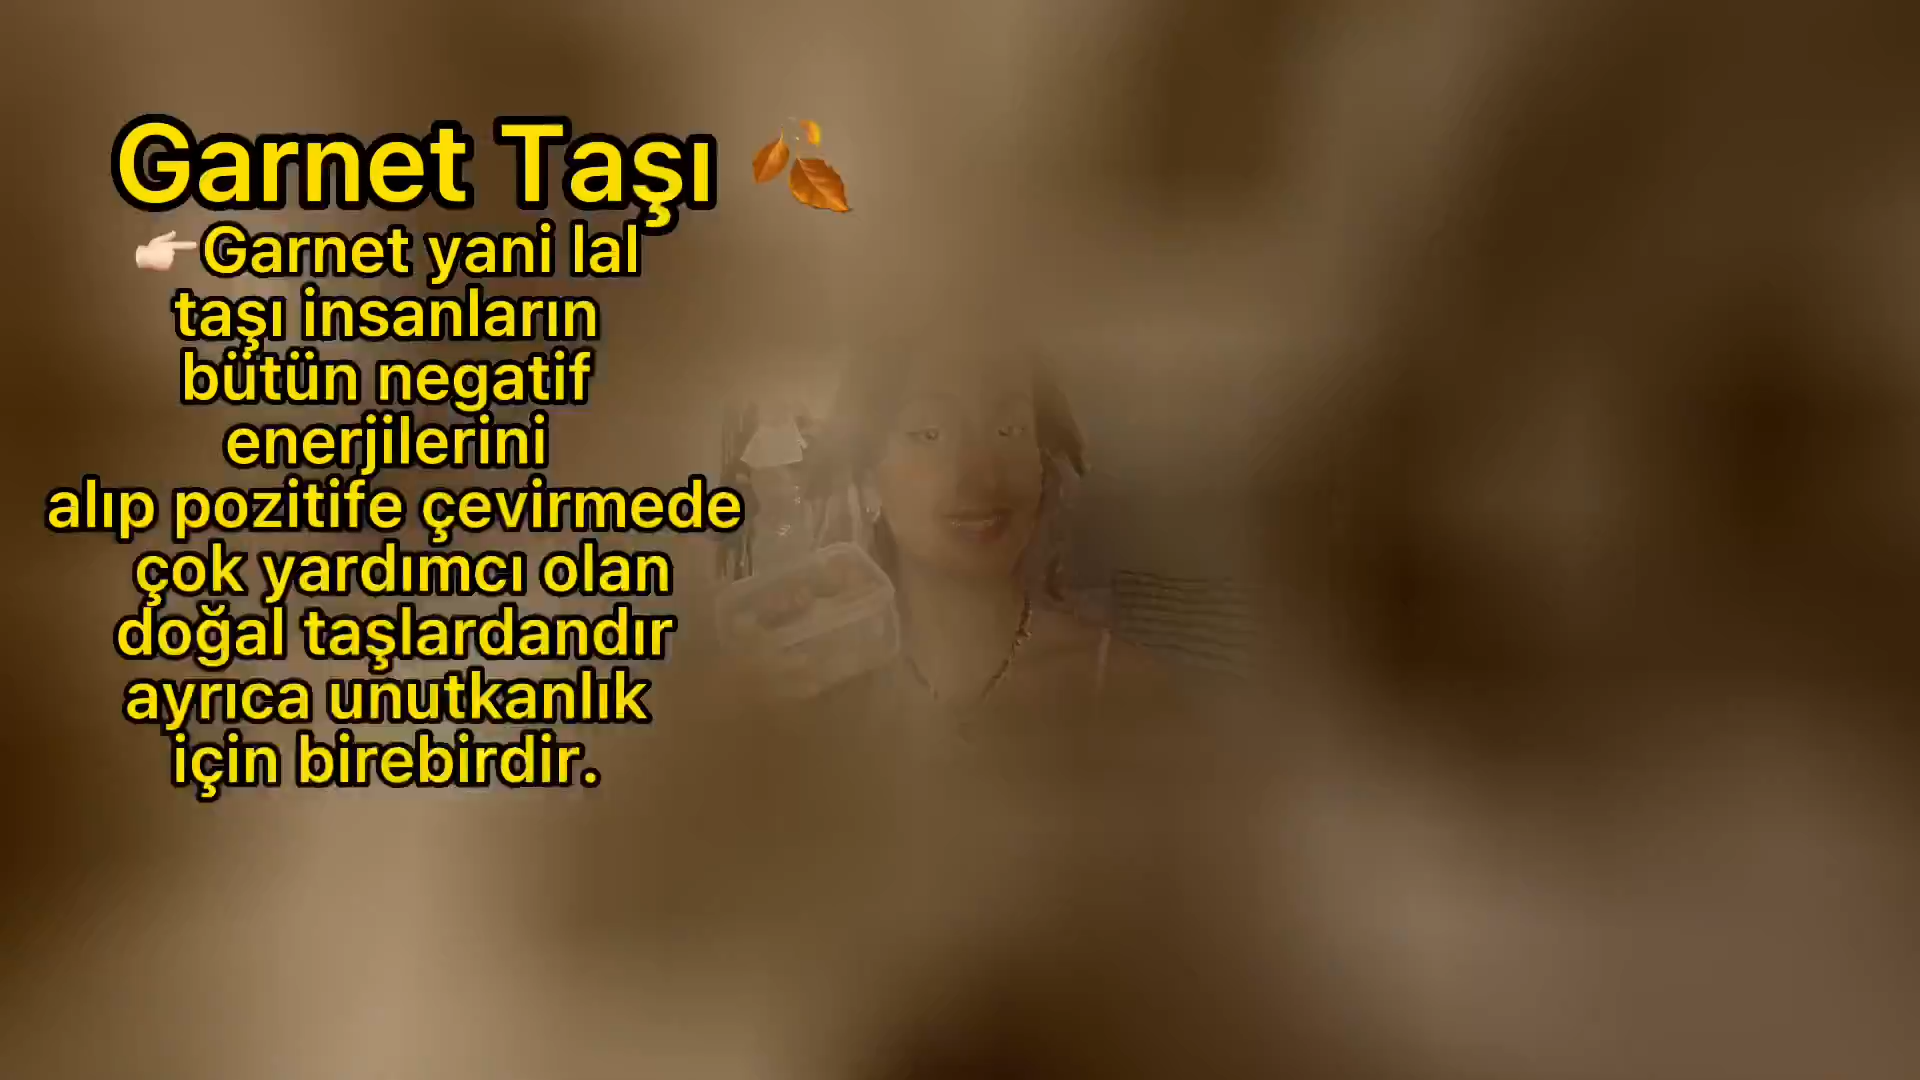 Garnet Taşı 🍂
👉🏻Garnet yani lal
taşı insanların
bütün negatif
enerjilerini
alıp pozitife çevirmede
çok yardımcı olan
doğal taşlardandır
ayrıca unutkanlık
için birebirdir.